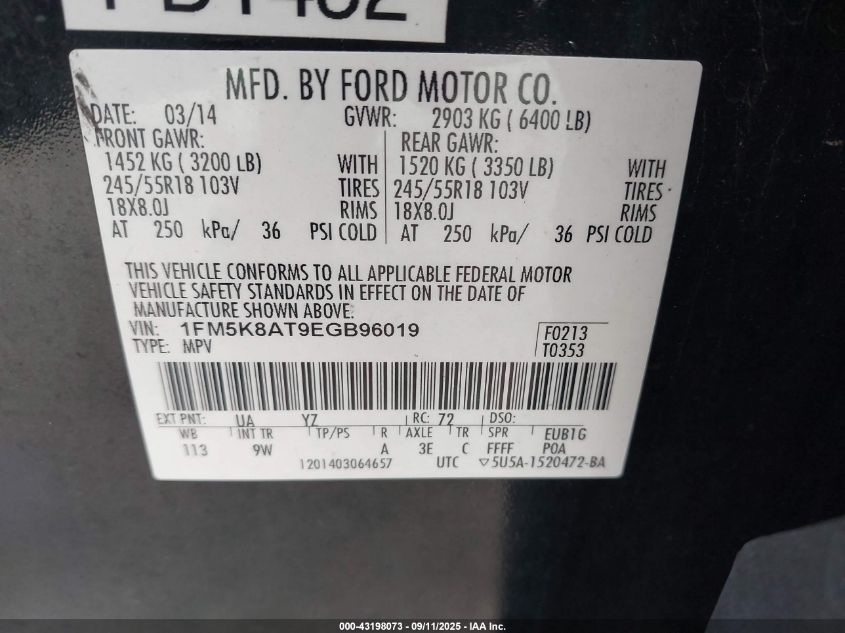 MFD. BY FORD MOTOR CO.
DATE: 03/14 GVWR: 2903 KG ( 6400 LB)
FRONT GAWR: REAR GAWR:
1452 KG ( 3200 LB) WITH 1520 KG ( 3350 LB) WITH
245/55R18 103V TIRES 245/55R18 103V TIRES
18X8.0J RIMS 18X8.0J RIMS
AT 250 kPa/ 36 PSI COLD AT 250 kPa/ 36 PSI COLD
THIS VEHICLE CONFORMS TO ALL APPLICABLE FEDERAL MOTOR
VEHICLE SAFETY STANDARDS IN EFFECT ON THE DATE OF
MANUFACTURE SHOWN ABOVE.
VIN: 1FM5K8AT9EGB96019 F0213
TYPE: MPV T0353
EXT PNT: UA YZ RC: 72 DSO:
WB INT TR TP/PS R AXLE TR SPR EUB1G
113 9W A 3E C FFFF P0A
1201403064657 UTC ▽5U5A-1520472-BA
000-43198073 - 09/11/2025 - IAA Inc.